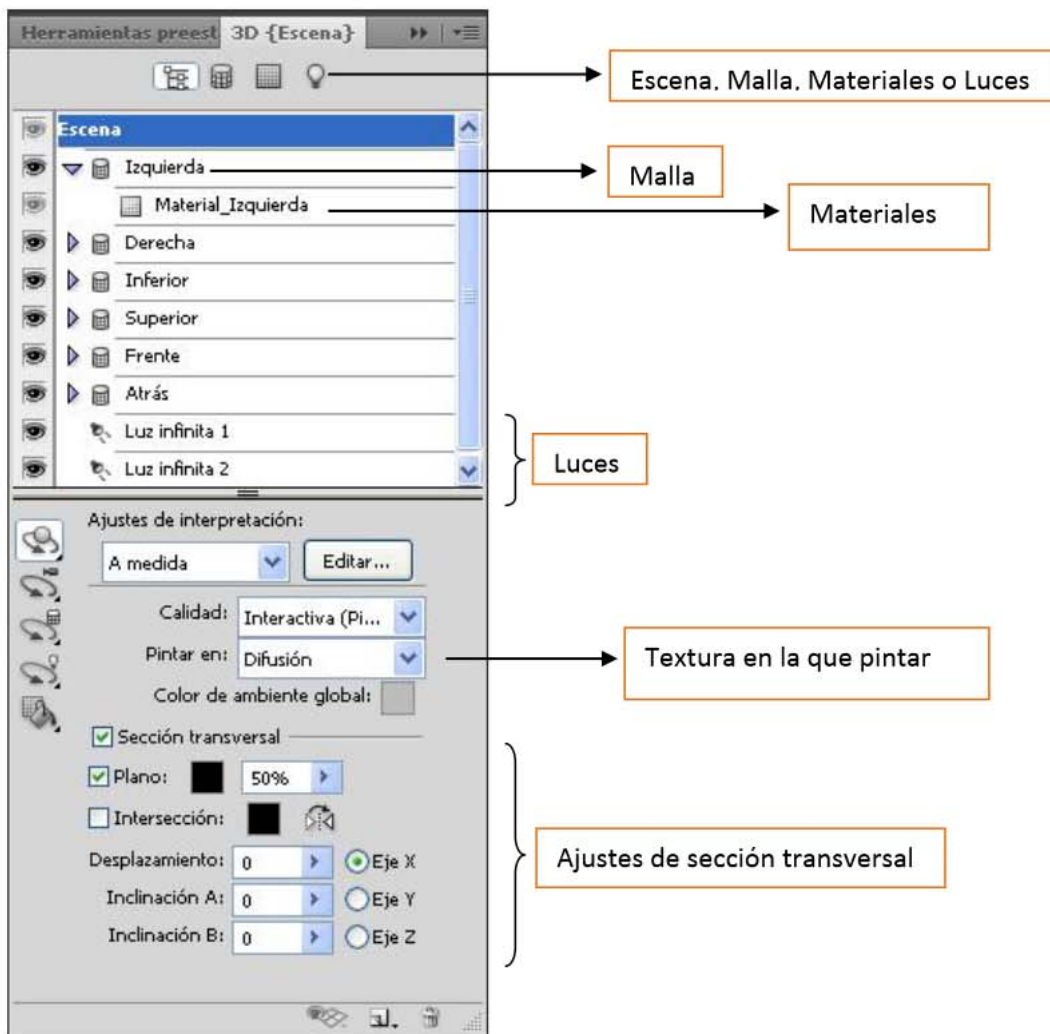 Herramientas preest 3D {Escena}
Escena, Malla, Materiales o Luces
Escena
Izquierda
Malla
Material_Izquierda
Materiales
Derecha
Inferior
Superior
Frente
Atrás
Luz infinita 1
Luces
Luz infinita 2
Ajustes de interpretación:
A medida Editar...
Calidad: Interactiva (Pi...
Pintar en: Difusión
Textura en la que pintar
Color de ambiente global:
Sección transversal
Plano: 50%
Intersección:
Ajustes de sección transversal
Desplazamiento: 0 Eje X
Inclinación A: 0 Eje Y
Inclinación B: 0 Eje Z